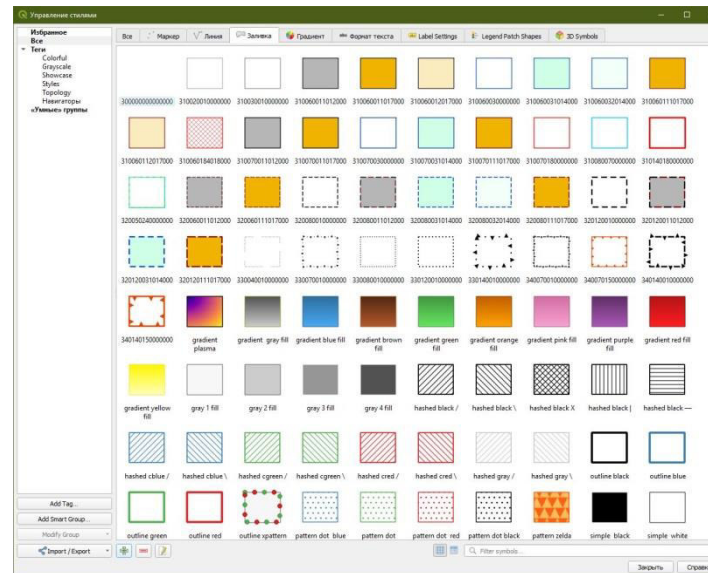 Управление стилями
Избранное
Все
Теги
Colorful
Grayscale
Showcase
Styles
Topology
Навигаторы
«Умные» группы
Все Маркер Линия Заливка Градиент Формат текста Label Settings Legend Patch Shapes 3D Symbols
300000000000000 310020010000000 310030010000000 310060011012000 310060011017000 310060012017000 310060030000000 310060031014000 310060032014000 310060111017000
310060112017000 310060184018000 310070011012000 310070011017000 310070030000000 310070031014000 310070111017000 310070180000000 310080070000000 310140180000000
320050240000000 320060011012000 320060111017000 320080010000000 320080011012000 320080031014000 320080032014000 320080111017000 320120010000000 320120011012000
320120031014000 320120111017000 330040010000000 330070010000000 330080010000000 330120010000000 330140010000000 340070010000000 340070150000000 340140010000000
340140150000000 gradient plasma gradient gray fill gradient blue fill gradient brown fill gradient green fill gradient orange fill gradient pink fill gradient purple fill gradient red fill
gradient yellow fill gray 1 fill gray 2 fill gray 3 fill gray 4 fill hashed black / hashed black \ hashed black X hashed black | hashed black —
hashed cblue / hashed cblue \ hashed cgreen / hashed cgreen \ hashed cred / hashed cred \ hashed gray / hashed gray \ outline black outline blue
outline green outline red outline xpattern pattern dot blue pattern dot pattern dot red pattern dot black pattern zelda simple black simple white
Add Tag...
Add Smart Group...
Modify Group
Import / Export
Filter symbols...
Закрыть Справка